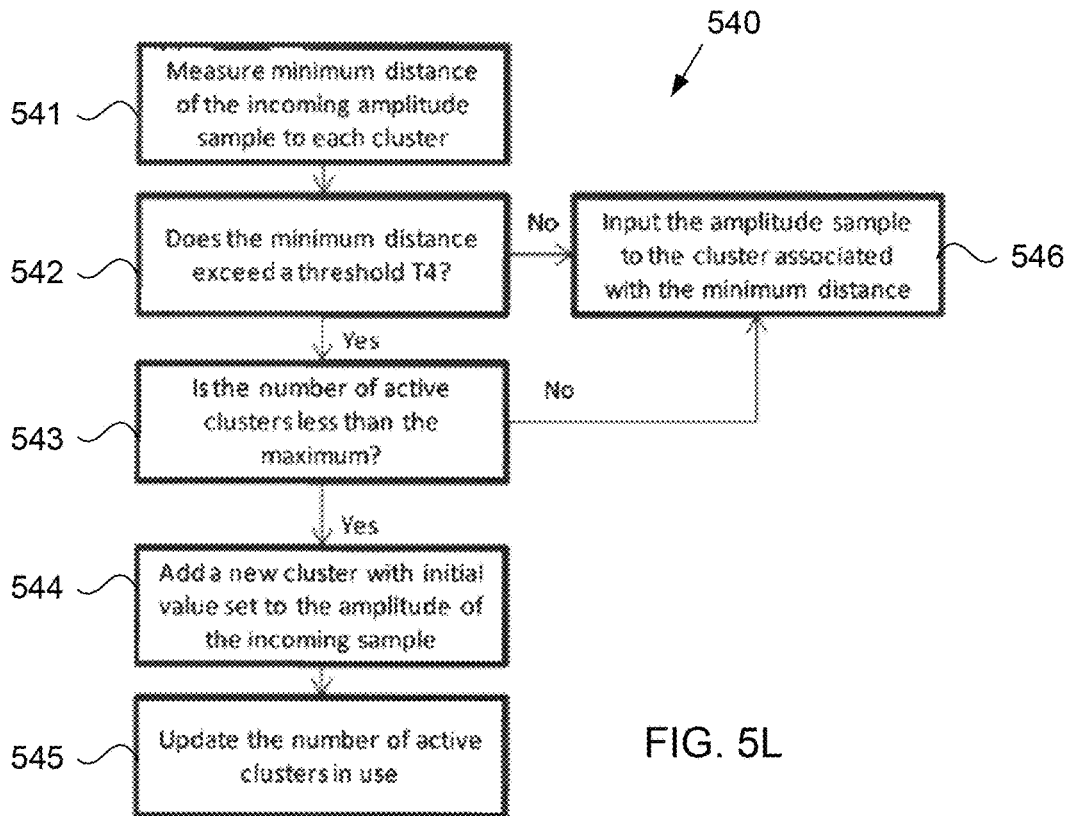 540
541
Measure minimum distance
of the incoming amplitude
sample to each cluster
542
Does the minimum distance
exceed a threshold T4?
No
Input the amplitude sample
to the cluster associated
with the minimum distance
546
Yes
543
Is the number of active
clusters less than the
maximum?
No
Yes
544
Add a new cluster with initial
value set to the amplitude of
the incoming sample
545
Update the number of active
clusters in use
FIG. 5L